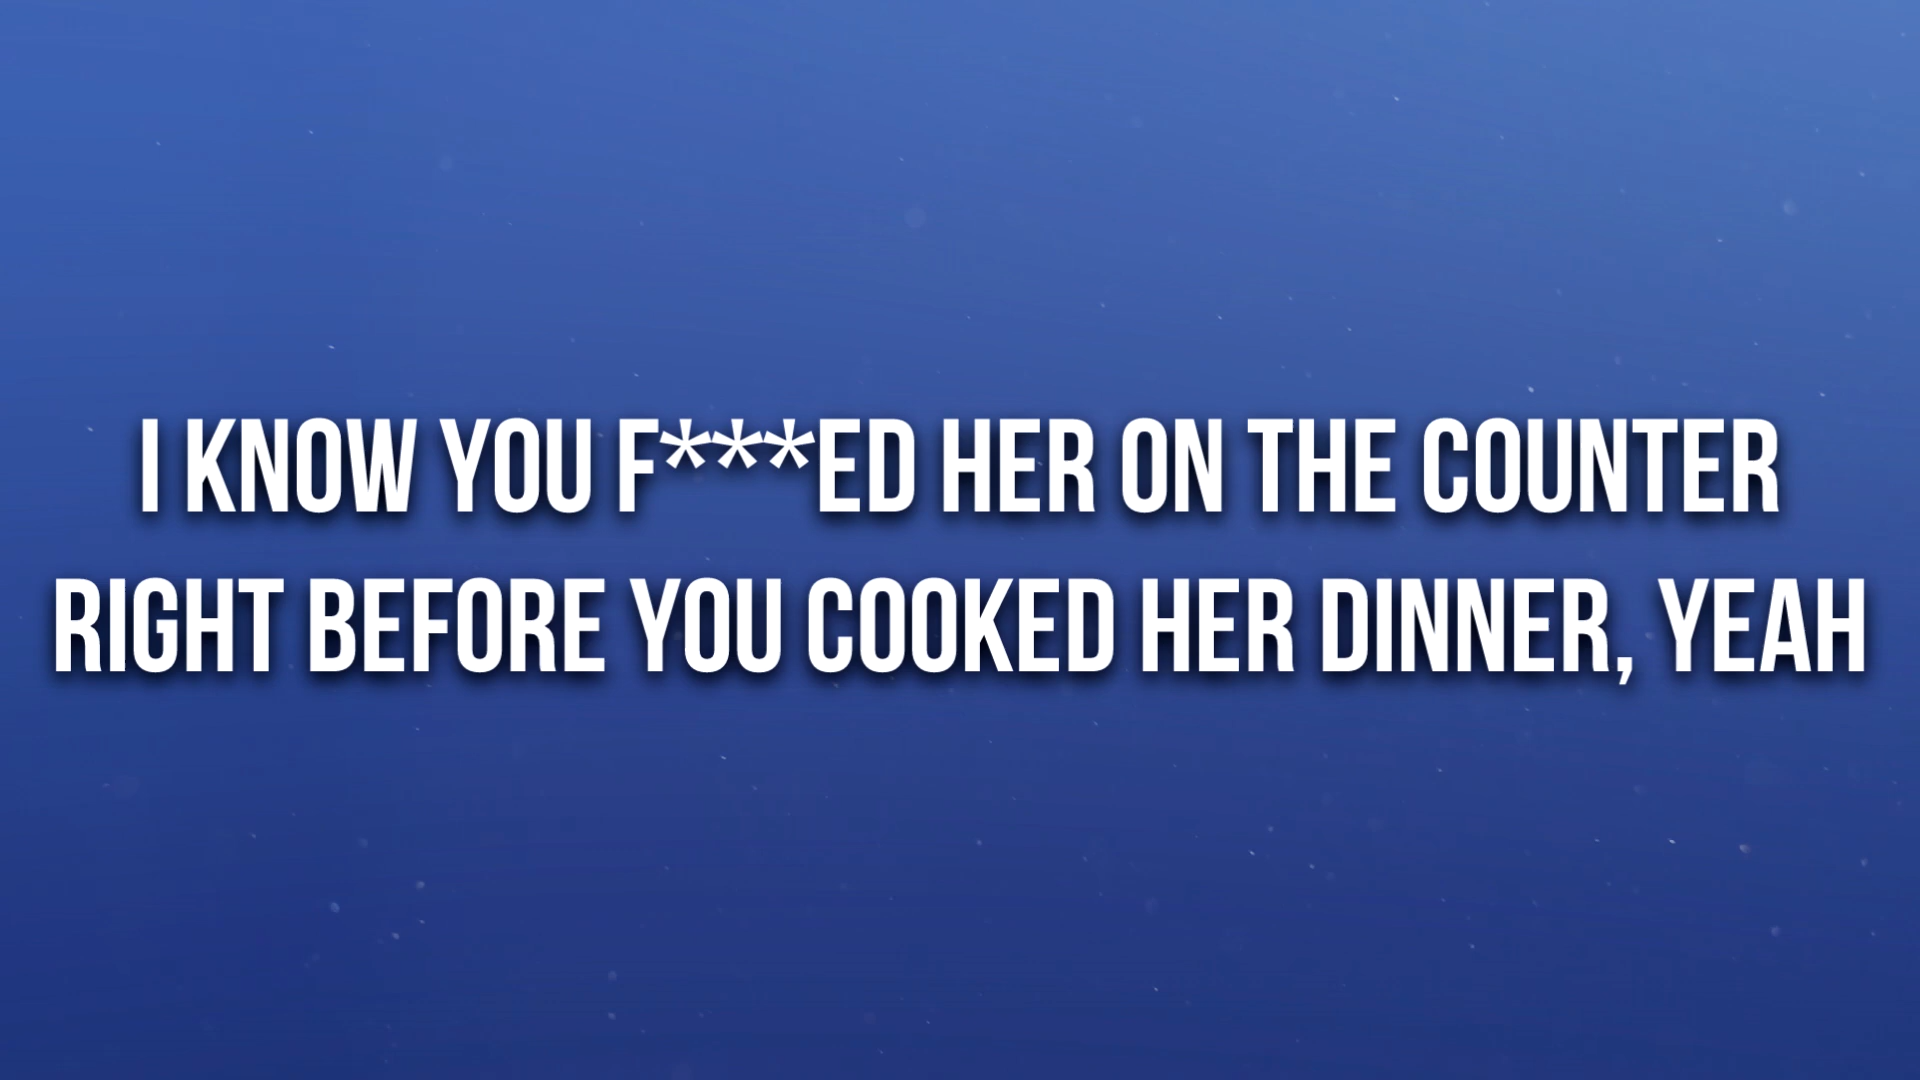 I KNOW YOU F***ED HER ON THE COUNTER
RIGHT BEFORE YOU COOKED HER DINNER, YEAH